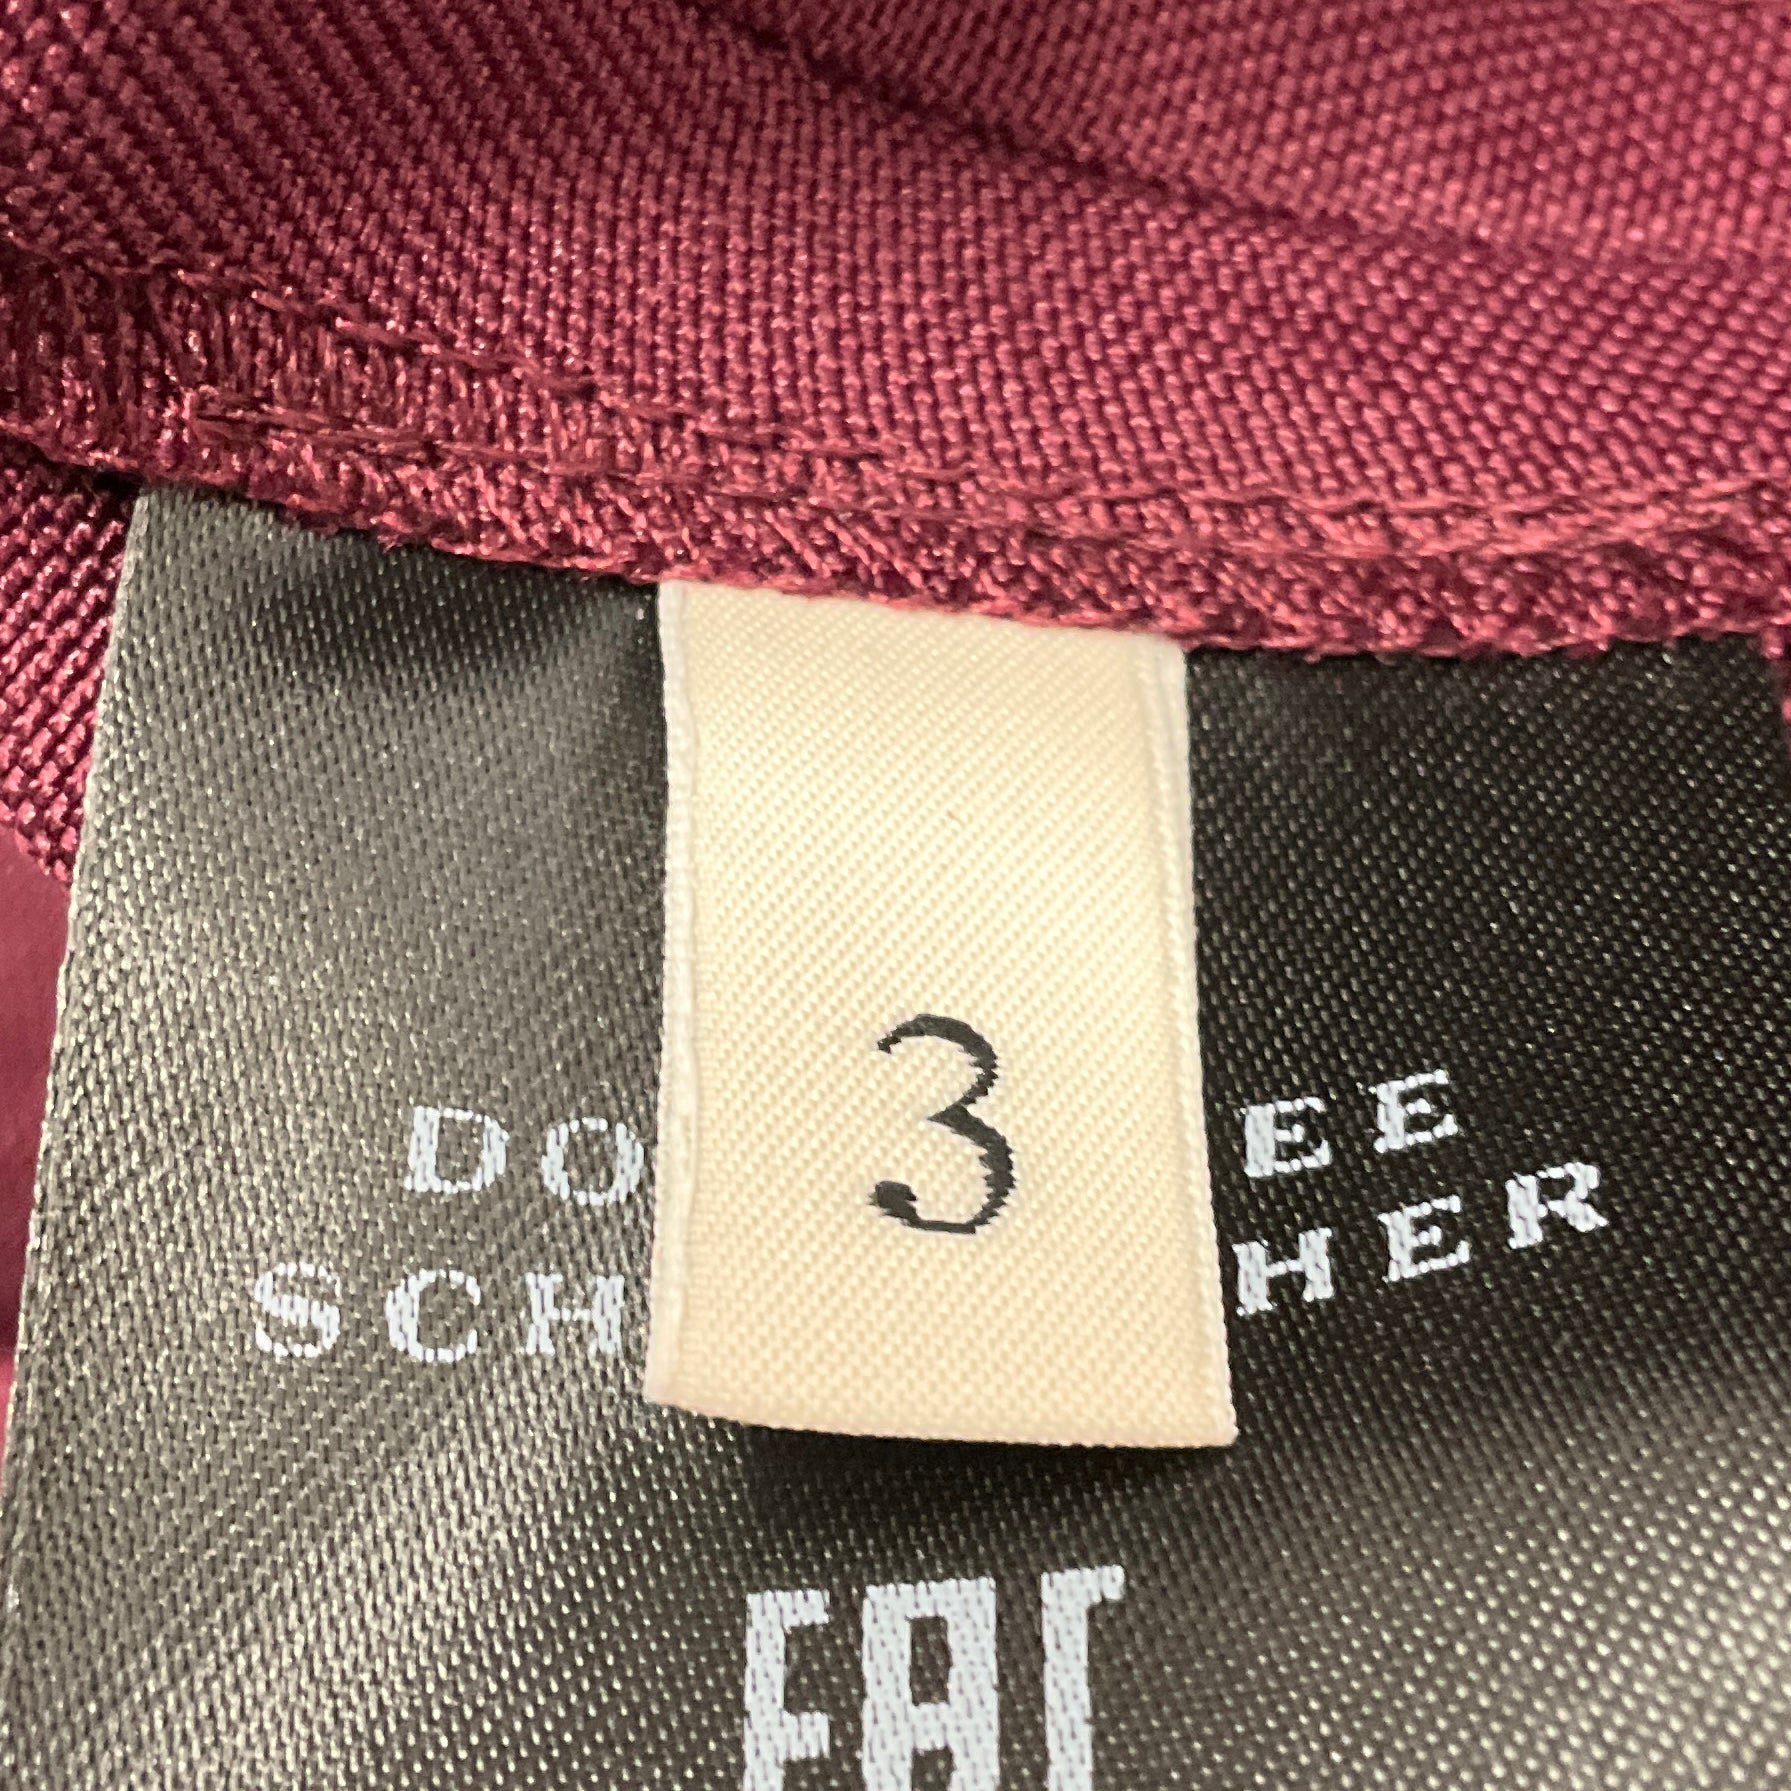 3
DO EE
SCH HER
EAC